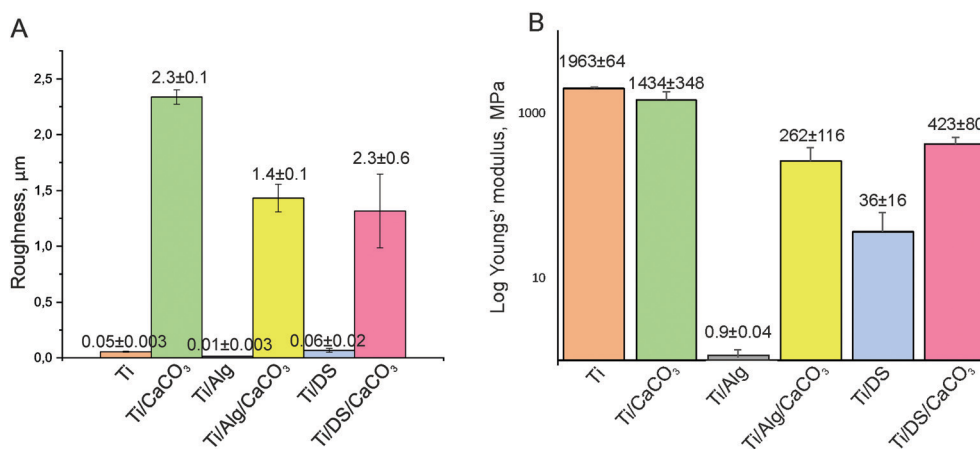 A
Roughness, µm
2,5
2,0
1,5
1,0
0,5
0,0
0.05±0.003
2.3±0.1
0.01±0.003
1.4±0.1
0.06±0.02
2.3±0.6
Ti
Ti/CaCO₃
Ti/Alg
Ti/Alg/CaCO₃
Ti/DS
Ti/DS/CaCO₃
B
Log Youngs' modulus, MPa
1000
10
1963±64
1434±348
0.9±0.04
262±116
36±16
423±80
Ti
Ti/CaCO₃
Ti/Alg
Ti/Alg/CaCO₃
Ti/DS
Ti/DS/CaCO₃